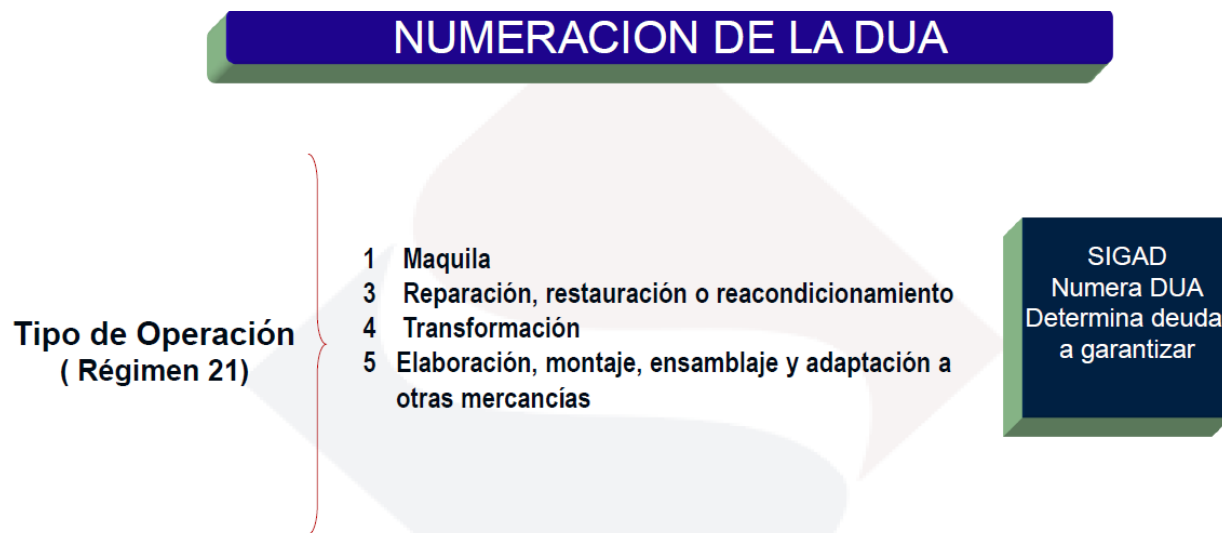 NUMERACION DE LA DUA
Tipo de Operación
( Régimen 21)
1 Maquila
3 Reparación, restauración o reacondicionamiento
4 Transformación
5 Elaboración, montaje, ensamblaje y adaptación a
otras mercancías
SIGAD
Numera DUA
Determina deuda
a garantizar